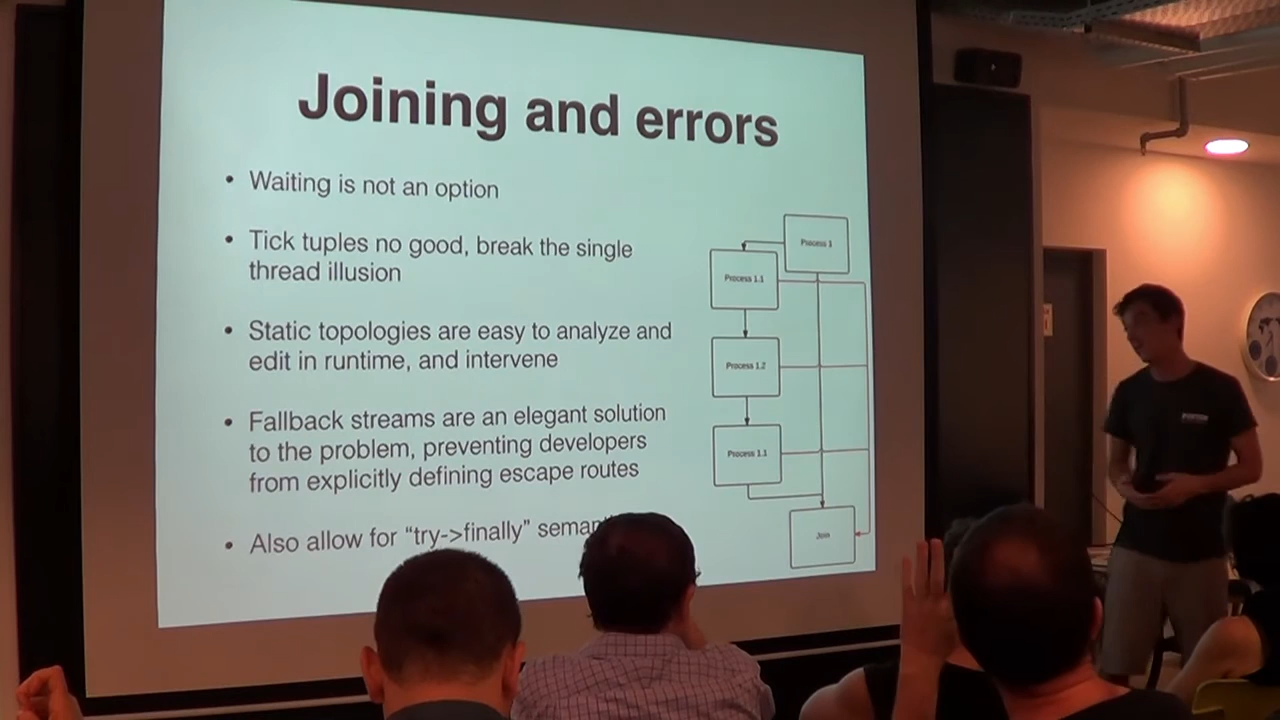 Joining and errors
• Waiting is not an option
• Tick tuples no good, break the single
thread illusion
• Static topologies are easy to analyze and
edit in runtime, and intervene
• Fallback streams are an elegant solution
to the problem, preventing developers
from explicitly defining escape routes
• Also allow for “try->finally”
Process 1
Process 1.1
Process 1.2
Process 1.1
Join